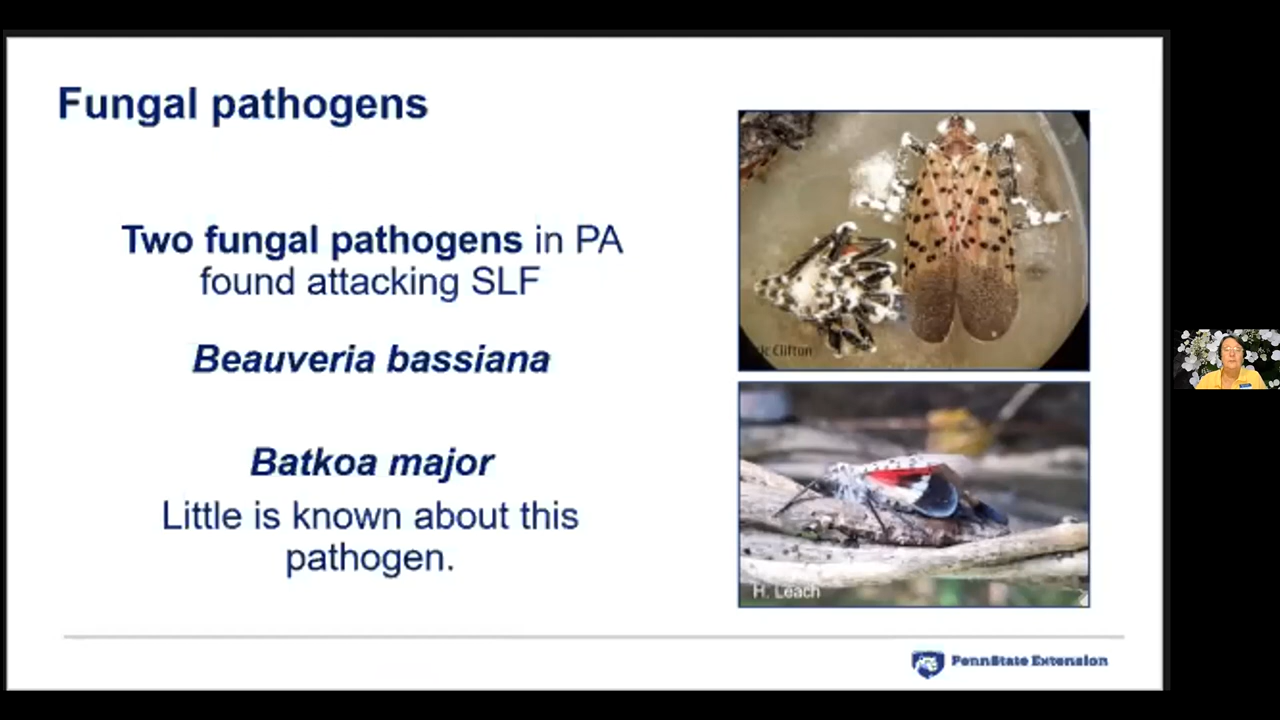 Fungal pathogens
Two fungal pathogens in PA
found attacking SLF
Beauveria bassiana
Batkoa major
Little is known about this
pathogen.
Clifton
H. Leach
PennState Extension